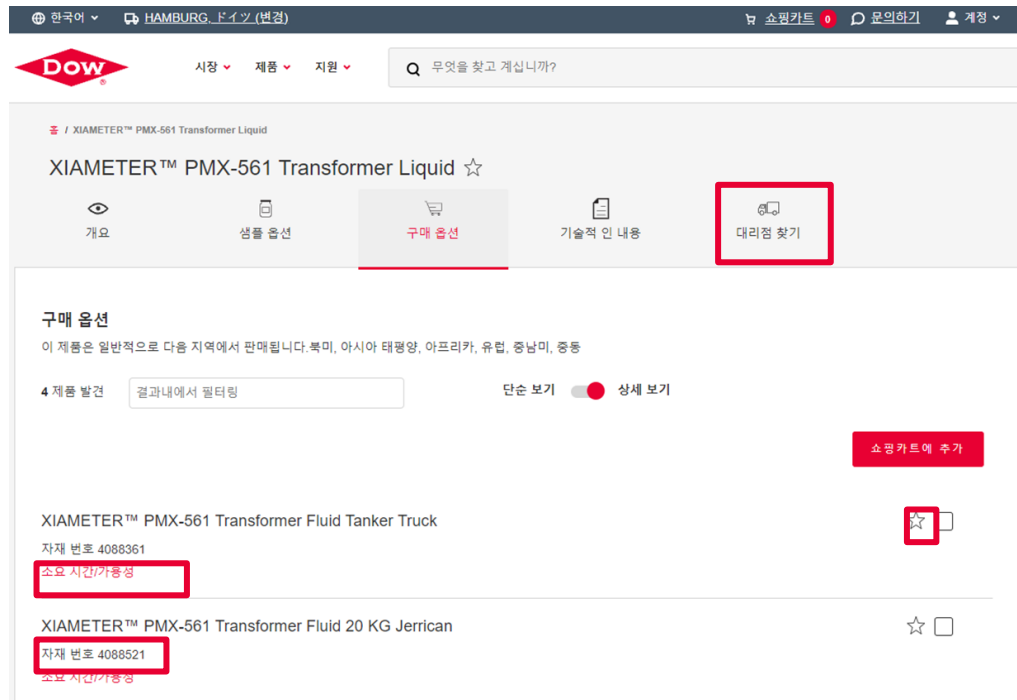 한국어 HAMBURG, ドイツ (변경) 쇼핑카트 0 문의하기 계정
DOW 시장 제품 지원 무엇을 찾고 계십니까?
홈 / XIAMETER™ PMX-561 Transformer Liquid
XIAMETER™ PMX-561 Transformer Liquid
개요 샘플 옵션 구매 옵션 기술적 인 내용 대리점 찾기
구매 옵션
이 제품은 일반적으로 다음 지역에서 판매됩니다.북미, 아시아 태평양, 아프리카, 유럽, 중남미, 중동
4 제품 발견 결과내에서 필터링 단순 보기 상세 보기
쇼핑카트에 추가
XIAMETER™ PMX-561 Transformer Fluid Tanker Truck
자재 번호 4088361
소요 시간/가용성
XIAMETER™ PMX-561 Transformer Fluid 20 KG Jerrican
자재 번호 4088521
소요 시간/가용성